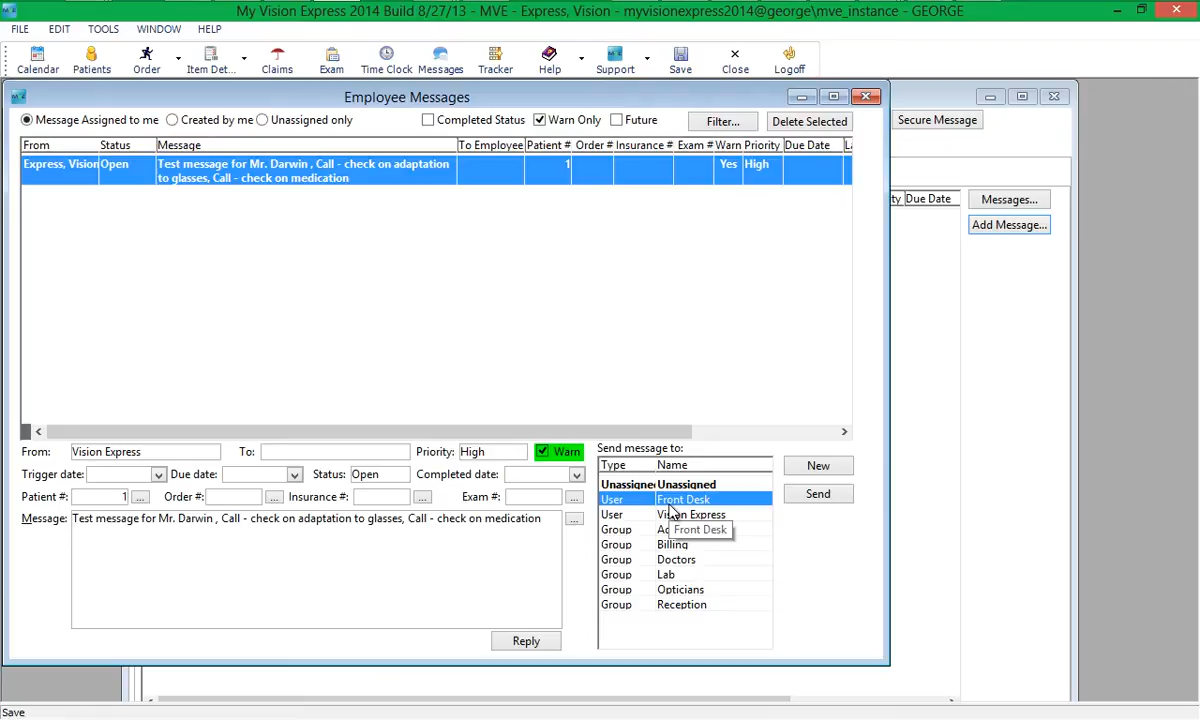 My Vision Express 2014 Build 8/27/13 - MVE - Express, Vision - myvisionexpress2014@george\mve_instance - GEORGE
FILE EDIT TOOLS WINDOW HELP
Calendar Patients Order Item Det... Claims Exam Time Clock Messages Tracker Help Support Save Close Logoff
Employee Messages
Message Assigned to me Created by me Unassigned only Completed Status Warn Only Future Filter... Delete Selected Secure Message
From Status Message To Employee Patient # Order # Insurance # Exam # Warn Priority Due Date
Express, Vision Open Test message for Mr. Darwin , Call - check on adaptation 1 Yes High
to glasses, Call - check on medication
Due Date Messages...
Add Message...
From: Vision Express To: Priority: High Warn Send message to:
Type Name New
Trigger date: Due date: Status: Open Completed date:
Unassigned Unassigned
Patient #: 1 ... Order #: ... Insurance #: ... Exam #: ... User Front Desk Send
Message: Test message for Mr. Darwin , Call - check on adaptation to glasses, Call - check on medication ... User Vision Express
Group Front Desk
Group Billing
Group Doctors
Group Lab
Group Opticians
Group Reception
Reply
Save